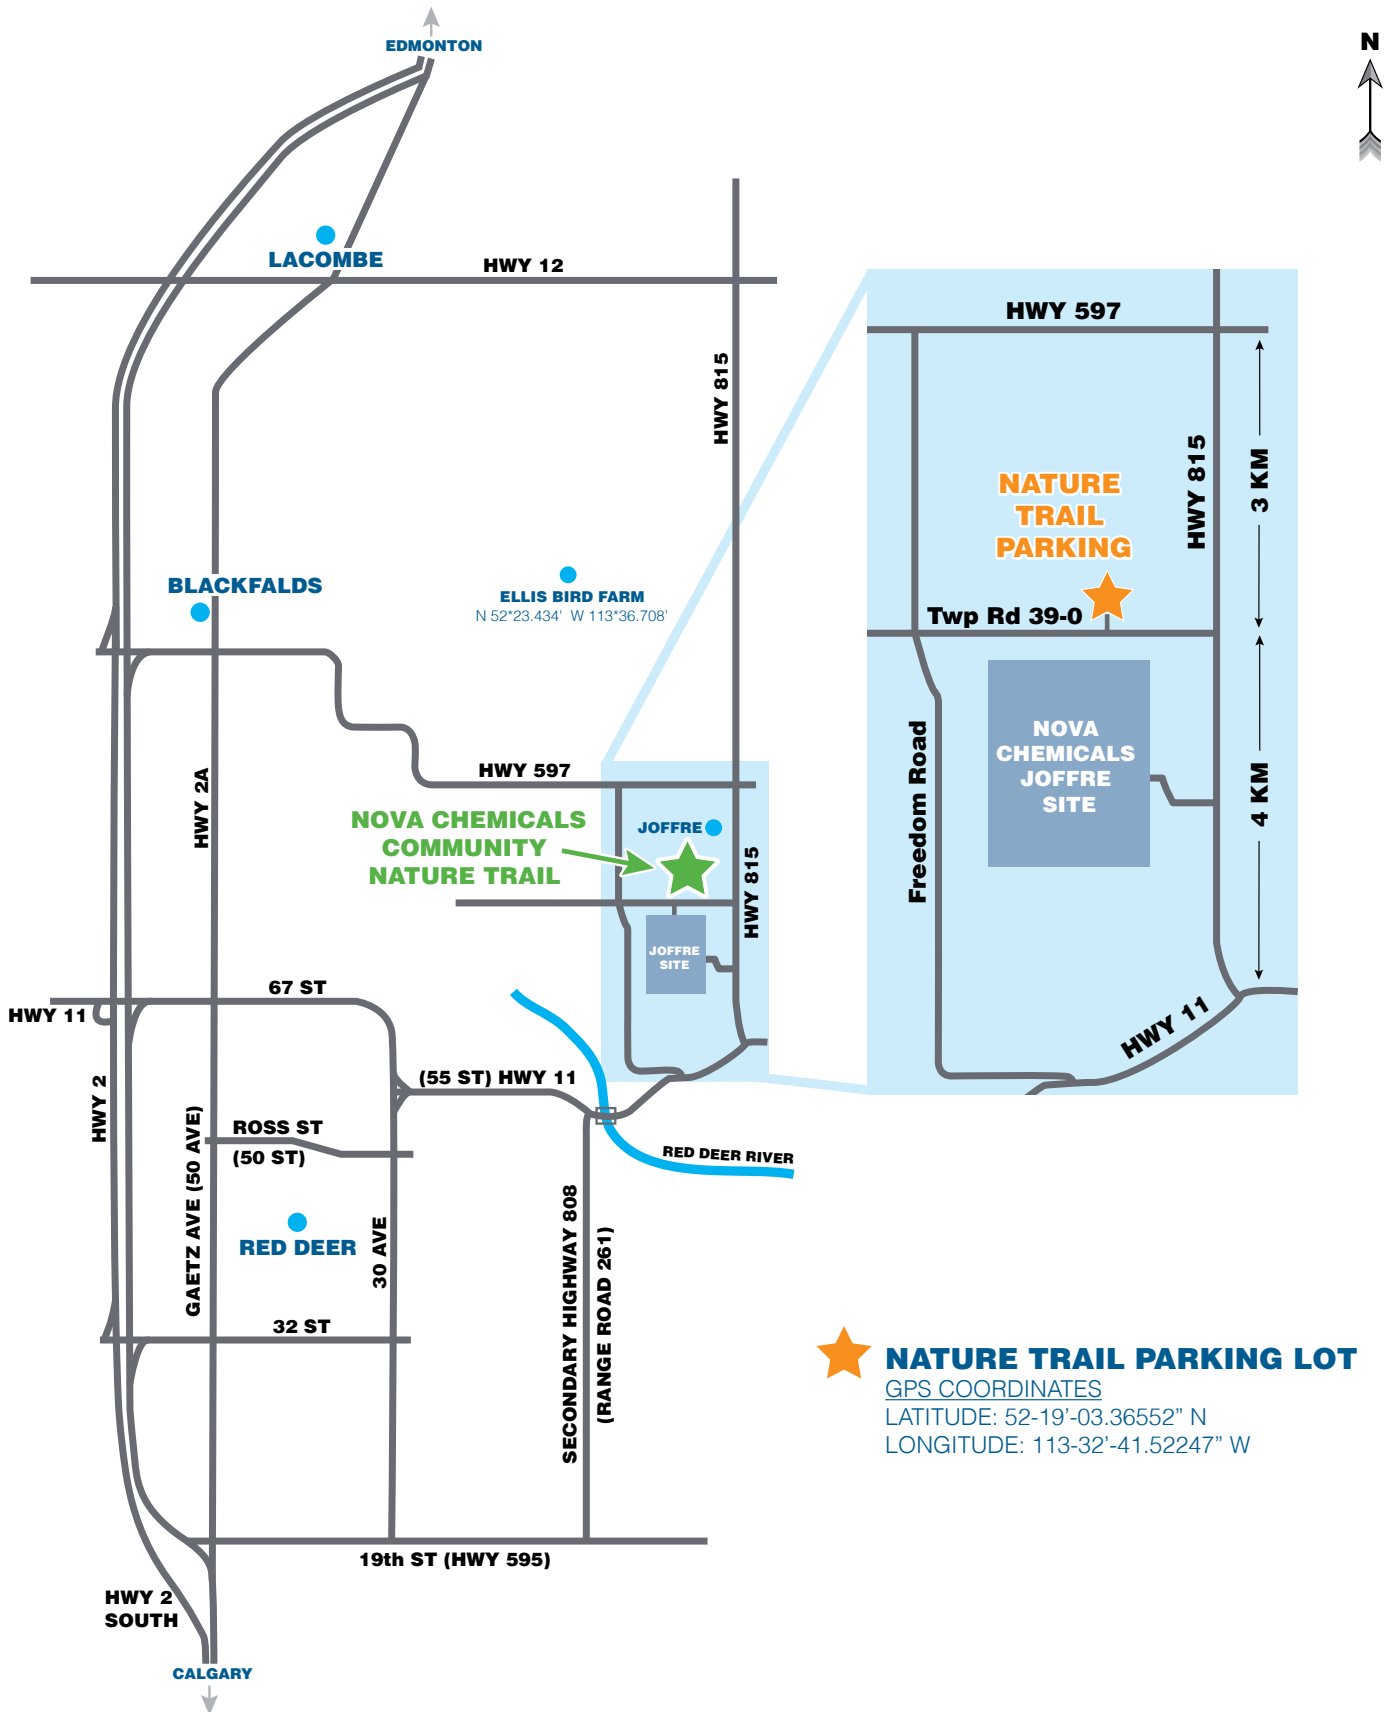 EDMONTON
N
LACOMBE
HWY 12
HWY 597
HWY 815
HWY 815
3 KM
NATURE
TRAIL
PARKING
BLACKFALDS
ELLIS BIRD FARM
N 52*23.434' W 113*36.708'
Twp Rd 39-0
NOVA
CHEMICALS
JOFFRE
SITE
Freedom Road
4 KM
HWY 11
HWY 2A
HWY 597
NOVA CHEMICALS
COMMUNITY
NATURE TRAIL
JOFFRE
HWY 815
JOFFRE
SITE
67 ST
HWY 11
HWY 2
(55 ST) HWY 11
ROSS ST
(50 ST)
GAETZ AVE (50 AVE)
RED DEER RIVER
RED DEER
30 AVE
SECONDARY HIGHWAY 808
(RANGE ROAD 261)
32 ST
NATURE TRAIL PARKING LOT
GPS COORDINATES
LATITUDE: 52-19’-03.36552” N
LONGITUDE: 113-32’-41.52247” W
19th ST (HWY 595)
HWY 2
SOUTH
CALGARY